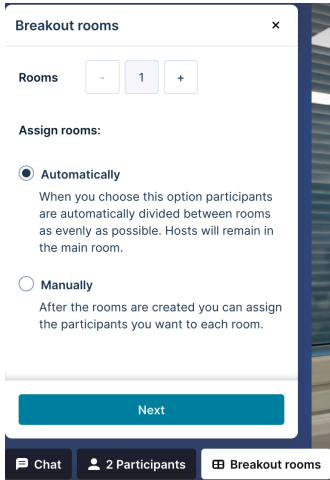 Breakout rooms ×
Rooms - 1 +
Assign rooms:
Automatically
When you choose this option participants
are automatically divided between rooms
as evenly as possible. Hosts will remain in
the main room.
Manually
After the rooms are created you can assign
the participants you want to each room.
Next
Chat 2 Participants Breakout rooms